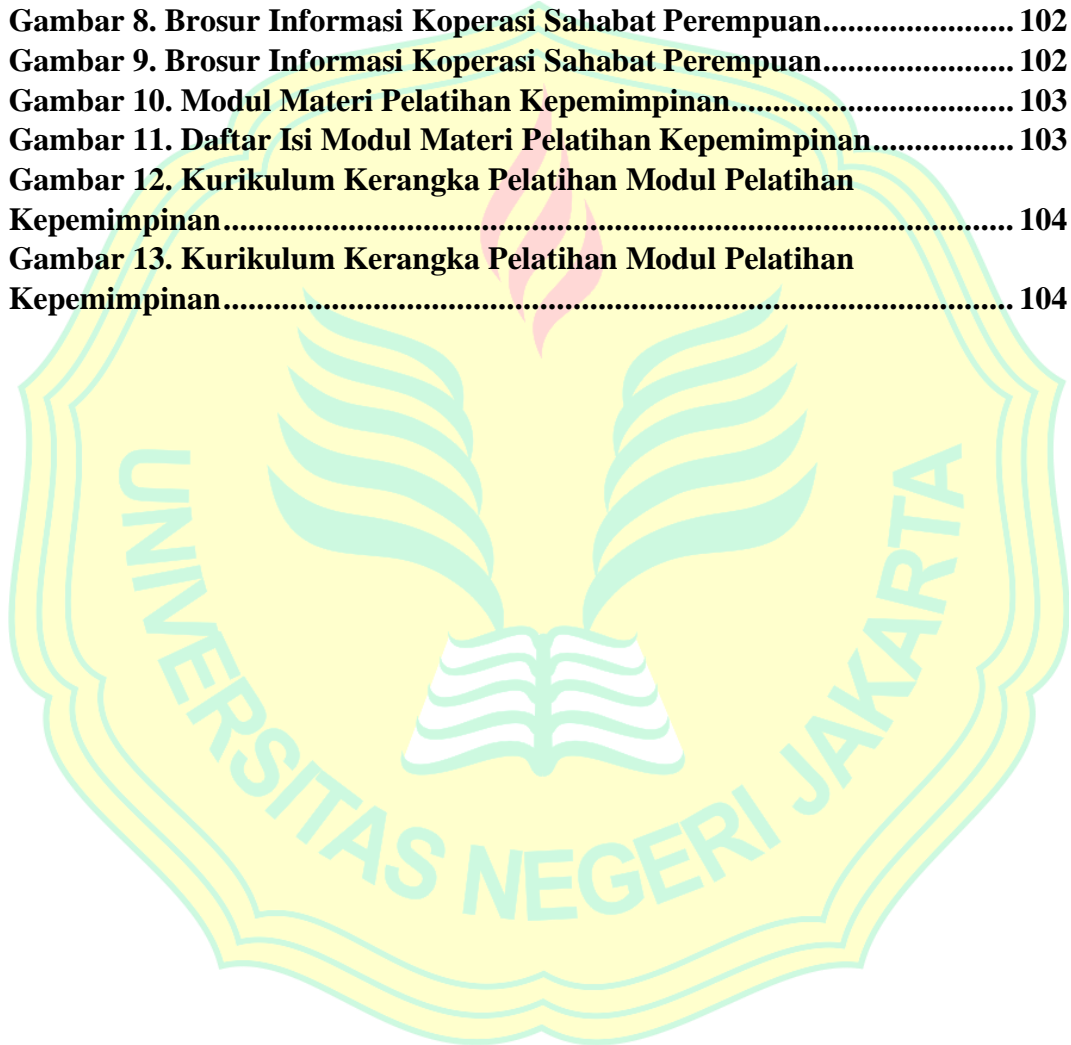 Gambar 8. Brosur Informasi Koperasi Sahabat Perempuan............................. 102
Gambar 9. Brosur Informasi Koperasi Sahabat Perempuan............................. 102
Gambar 10. Modul Materi Pelatihan Kepemimpinan........................................... 103
Gambar 11. Daftar Isi Modul Materi Pelatihan Kepemimpinan..................... 103
Gambar 12. Kurikulum Kerangka Pelatihan Modul Pelatihan
Kepemimpinan........................................................................................................................ 104
Gambar 13. Kurikulum Kerangka Pelatihan Modul Pelatihan
Kepemimpinan........................................................................................................................ 104
UNIVERSITAS NEGERI JAKARTA